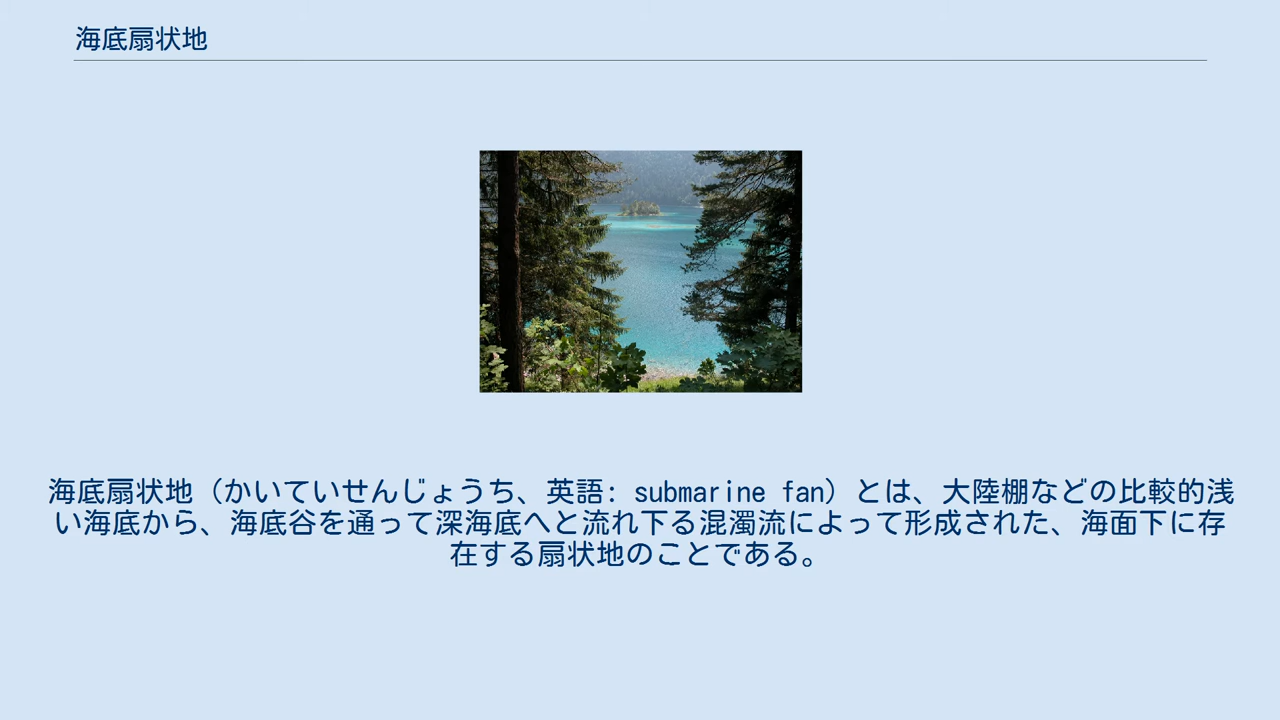 海底扇状地
海底扇状地（かいていせんじょうち、英語: submarine fan）とは、大陸棚などの比較的浅
い海底から、海底谷を通って深海底へと流れ下る混濁流によって形成された、海面下に存
在する扇状地のことである。